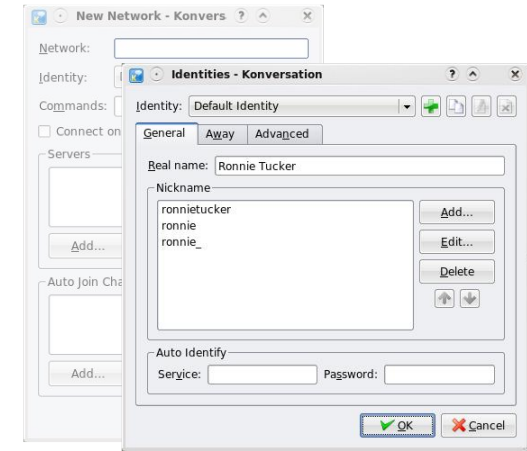 New Network - Konvers
Network:
Identity:
Commands:
Connect on
Servers
Add...
Auto Join Cha
Add...
Identities - Konversation
Identity: Default Identity
General Away Advanced
Real name: Ronnie Tucker
Nickname
ronnietucker
ronnie
ronnie_
Add...
Edit...
Delete
Auto Identify
Service: Password:
OK Cancel